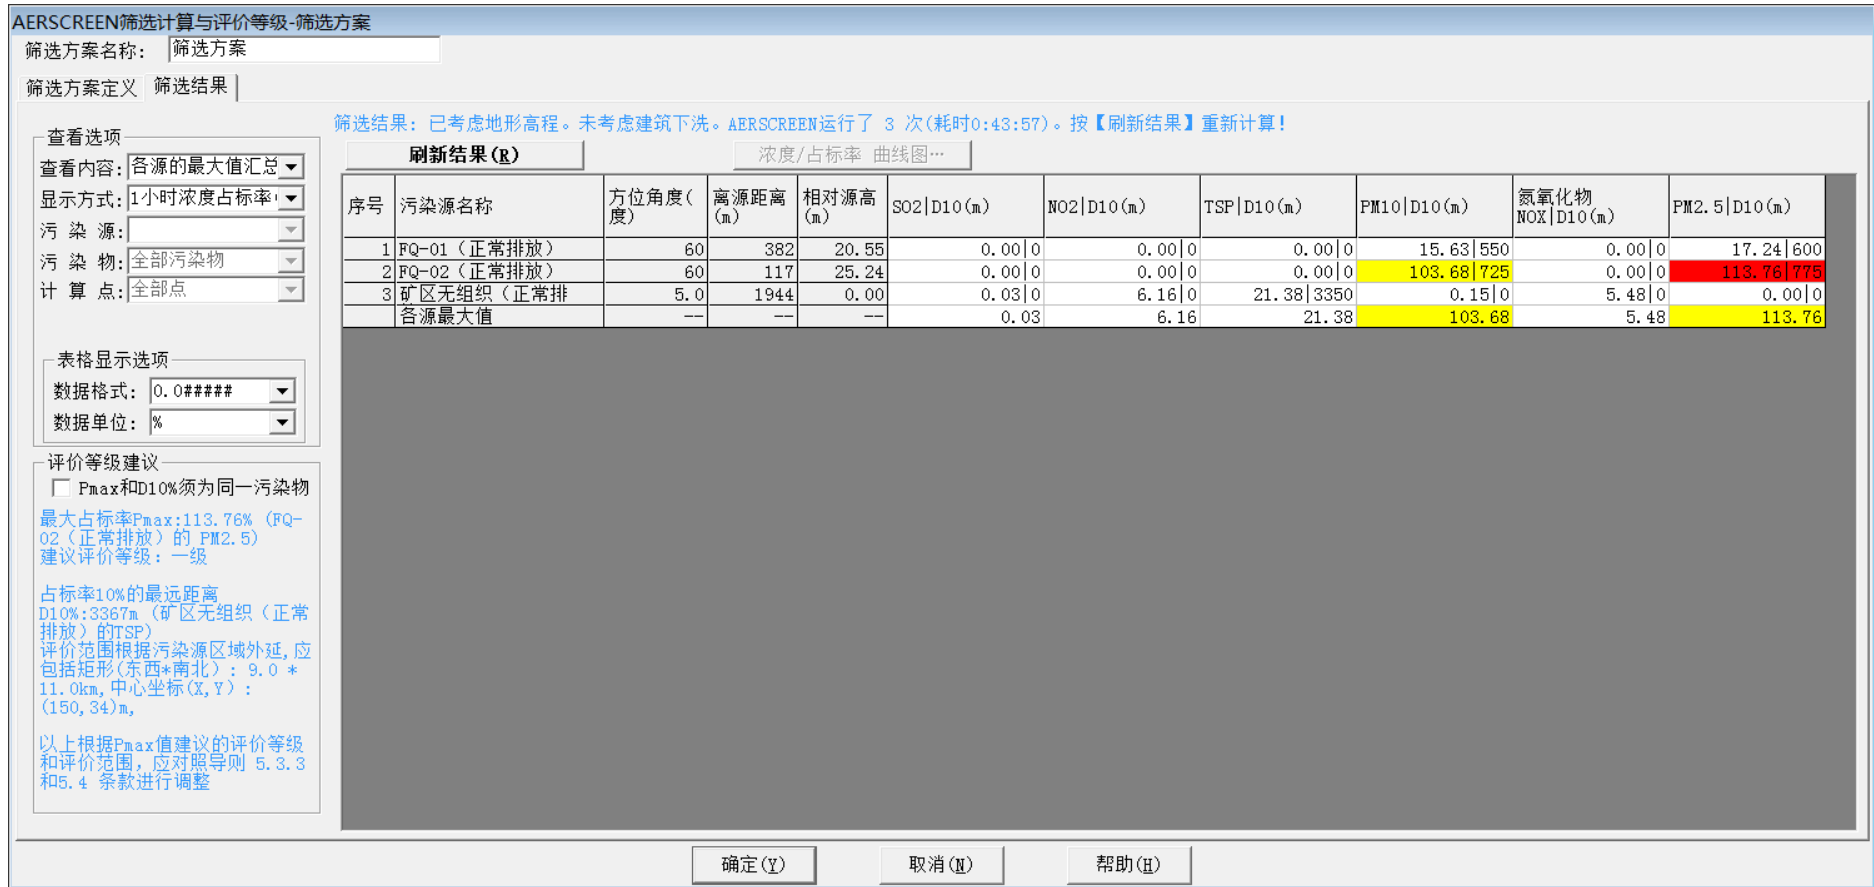 AERSCREEN筛选计算与评价等级-筛选方案
筛选方案名称: 筛选方案
筛选方案定义 筛选结果
查看选项
查看内容: 各源的最大值汇总
显示方式: 1小时浓度占标率
污 染 源:
污 染 物: 全部污染物
计 算 点: 全部点
表格显示选项
数据格式: 0.0#####
数据单位: %
评价等级建议
Pmax和D10%须为同一污染物
最大占标率Pmax:113.76% (FQ-
02（正常排放）的 PM2.5)
建议评价等级: 一级
占标率10%的最远距离
D10%:3367m (矿区无组织（正常
排放）的TSP)
评价范围根据污染源区域外延,应
包括矩形(东西*南北): 9.0 *
11.0km,中心坐标(X,Y):
(150,34)m,
以上根据Pmax值建议的评价等级
和评价范围, 应对照导则 5.3.3
和5.4 条款进行调整
筛选结果: 已考虑地形高程。未考虑建筑下洗。AERSCREEN运行了 3 次(耗时0:43:57)。按【刷新结果】重新计算!
刷新结果(R) 浓度/占标率 曲线图…
序号 污染源名称 方位角度(度) 离源距离(m) 相对源高(m) SO2|D10(m) NO2|D10(m) TSP|D10(m) PM10|D10(m) 氮氧化物NOX|D10(m) PM2.5|D10(m)
1 FQ-01（正常排放） 60 382 20.55 0.00|0 0.00|0 0.00|0 15.63|550 0.00|0 17.24|600
2 FQ-02（正常排放） 60 117 25.24 0.00|0 0.00|0 0.00|0 103.68|725 0.00|0 113.76|775
3 矿区无组织（正常排 5.0 1944 0.00 0.03|0 6.16|0 21.38|3350 0.15|0 5.48|0 0.00|0
各源最大值 -- -- -- 0.03 6.16 21.38 103.68 5.48 113.76
确定(Y) 取消(N) 帮助(H)